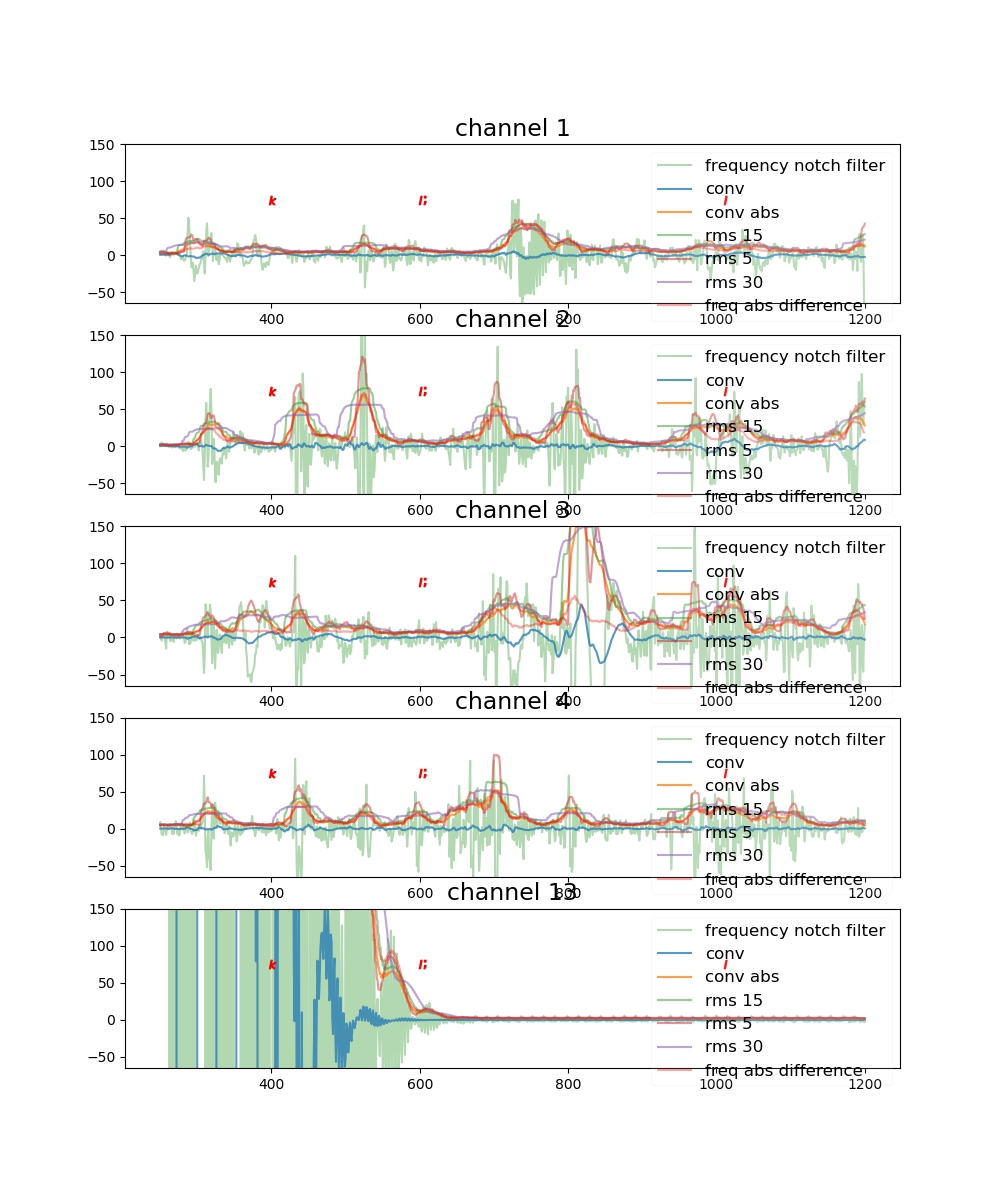 channel 1
150
100
50
0
−50
k
l;
l
frequency notch filter
conv
conv abs
rms 15
rms 5
rms 30
freq abs difference
400 600 800 1000 1200
channel 2
150
100
50
0
−50
k
l;
l
frequency notch filter
conv
conv abs
rms 15
rms 5
rms 30
freq abs difference
400 600 800 1000 1200
channel 3
150
100
50
0
−50
k
l;
l
frequency notch filter
conv
conv abs
rms 15
rms 5
rms 30
freq abs difference
400 600 800 1000 1200
channel 4
150
100
50
0
−50
k
l;
l
frequency notch filter
conv
conv abs
rms 15
rms 5
rms 30
freq abs difference
400 600 800 1000 1200
channel 13
150
100
50
0
−50
k
l;
l
frequency notch filter
conv
conv abs
rms 15
rms 5
rms 30
freq abs difference
400 600 800 1000 1200